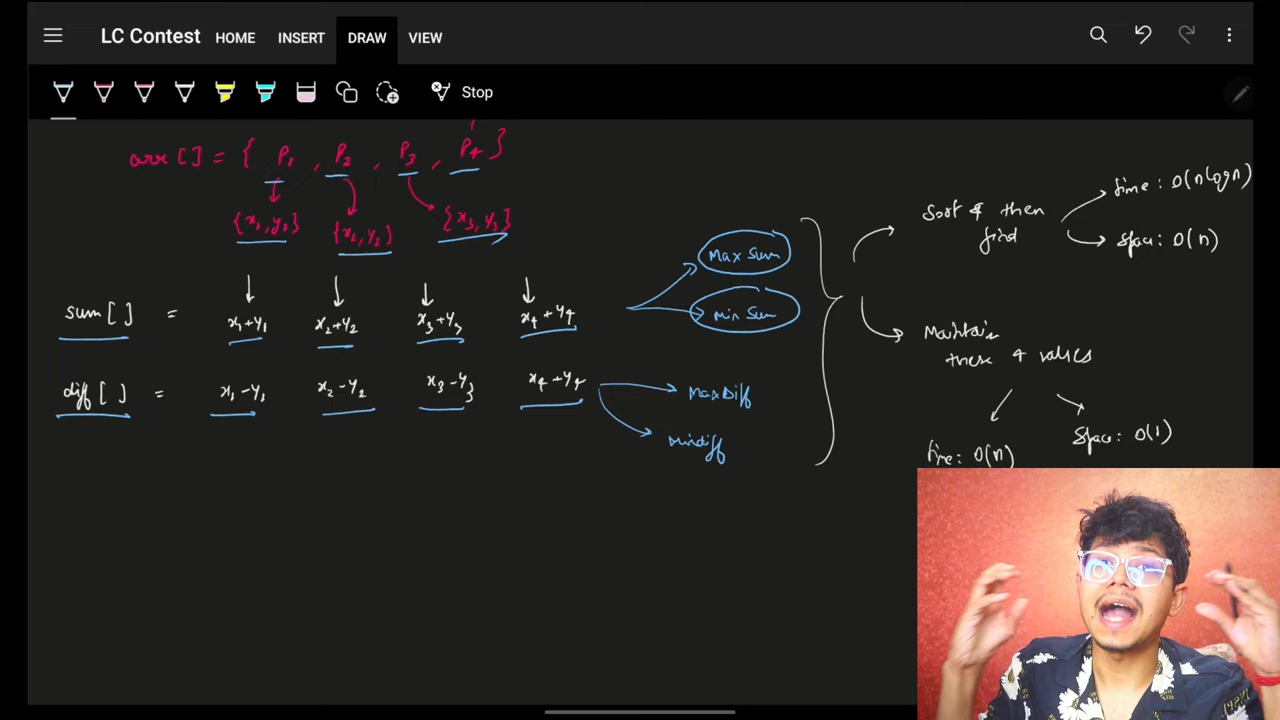 LC Contest HOME INSERT DRAW VIEW
Stop
arr[] = { P1 , P2 , P3 , P4 }
{x1,y1} {x2,y2} {x3,y3}
sum[] = x1+y1 x2+y2 x3+y3 x4+y4
diff[] = x1-y1 x2-y2 x3-y3 x4+y4
Max Sum
min Sum
MaxDiff
mindiff
Sort & then
find
time: O(nlogn)
Space: O(n)
Maintain
these 4 values
time: O(n)
Space: O(1)